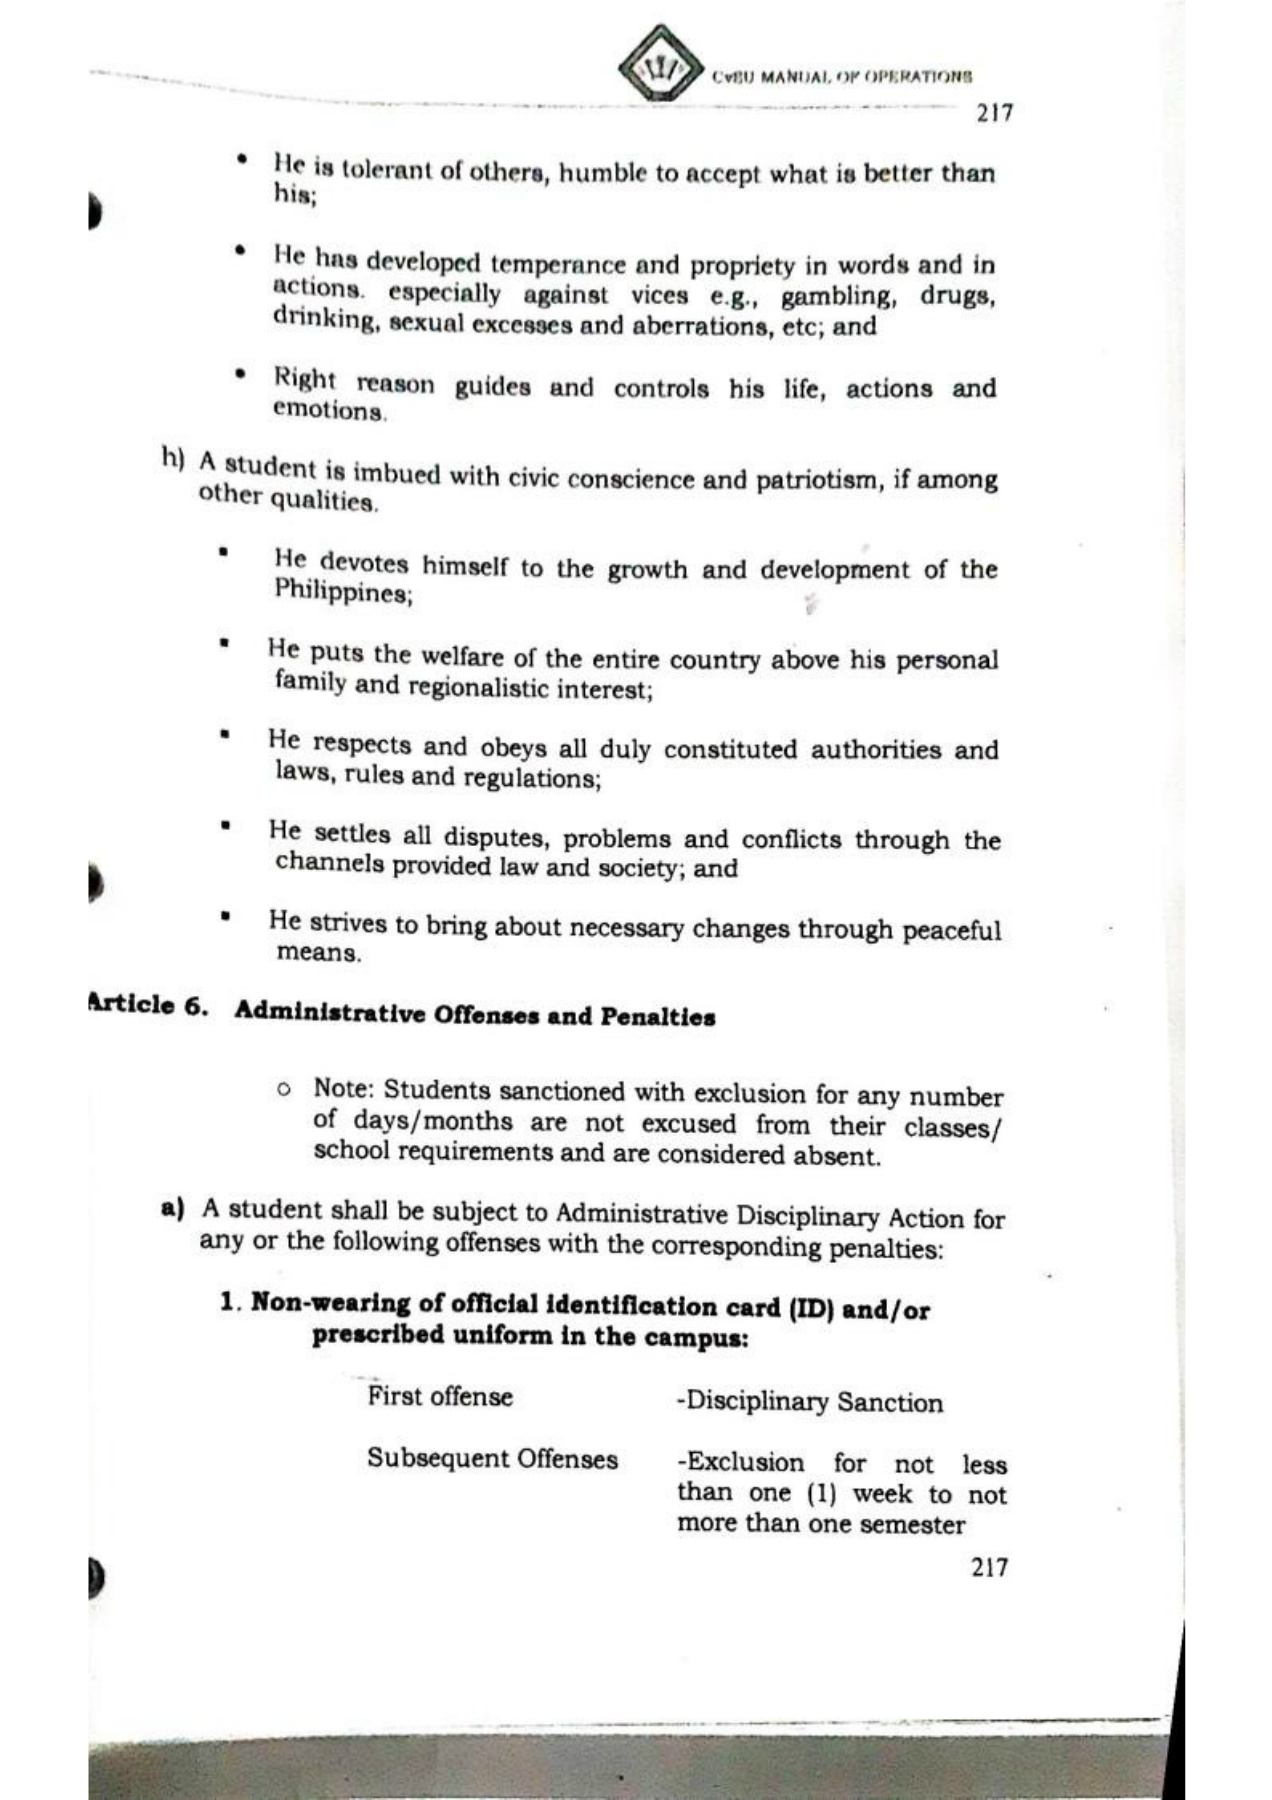 CvSU MANUAL OF OPERATIONS
217
• He is tolerant of others, humble to accept what is better than
his;
• He has developed temperance and propriety in words and in
actions. especially against vices e.g., gambling, drugs,
drinking, sexual excesses and aberrations, etc; and
• Right reason guides and controls his life, actions and
emotions.
h) A student is imbued with civic conscience and patriotism, if among
other qualities.
▪ He devotes himself to the growth and development of the
Philippines;
▪ He puts the welfare of the entire country above his personal
family and regionalistic interest;
▪ He respects and obeys all duly constituted authorities and
laws, rules and regulations;
▪ He settles all disputes, problems and conflicts through the
channels provided law and society; and
▪ He strives to bring about necessary changes through peaceful
means.
Article 6. Administrative Offenses and Penalties
o Note: Students sanctioned with exclusion for any number
of days/months are not excused from their classes/
school requirements and are considered absent.
a) A student shall be subject to Administrative Disciplinary Action for
any or the following offenses with the corresponding penalties:
1. Non-wearing of official identification card (ID) and/or
prescribed uniform in the campus:
First offense -Disciplinary Sanction
Subsequent Offenses -Exclusion for not less
than one (1) week to not
more than one semester
217